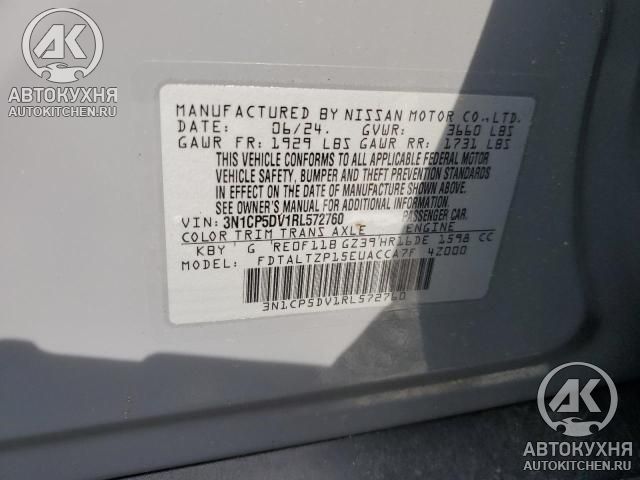 АК
АВТОКУХНЯ
AUTOKITCHEN.RU
MANUFACTURED BY NISSAN MOTOR CO.,LTD.
DATE: 06/24. GVWR: 3660 LBS
GAWR FR: 1929 LBS GAWR RR: 1731 LBS
THIS VEHICLE CONFORMS TO ALL APPLICABLE FEDERAL MOTOR
VEHICLE SAFETY, BUMPER AND THEFT PREVENTION STANDARDS
IN EFFECT ON THE DATE OF MANUFACTURE SHOWN ABOVE.
SEE OWNER'S MANUAL FOR ADDITIONAL INFORMATION.
VIN: 3N1CP5DV1RL572760 PASSENGER CAR.
COLOR TRIM TRANS AXLE ENGINE
KBY G RE0F11B GZ39 HR16DE 1598 CC
MODEL: FDTALTZP15EUACCA7F 4Z000
3N1CP5DV1RL572760
АК
АВТОКУХНЯ
AUTOKITCHEN.RU